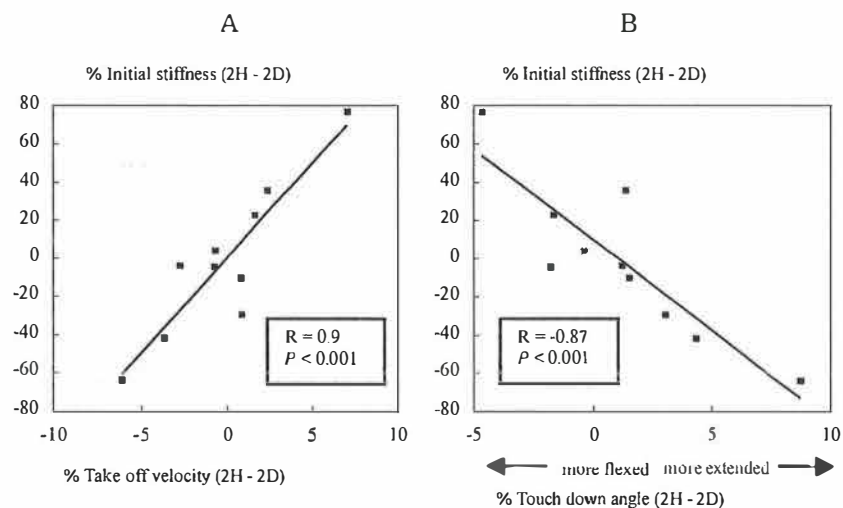 A
B
% Initial stiffness (2H - 2D)
% Initial stiffness (2H - 2D)
80
60
40
20
0
-20
-40
-60
-80
R = 0.9
P < 0.001
-10
-5
0
5
10
% Take off velocity (2H - 2D)
80
60
40
20
0
-20
-40
-60
-80
R = -0.87
P < 0.001
-5
0
5
10
more flexed more extended
% Touch down angle (2H - 2D)